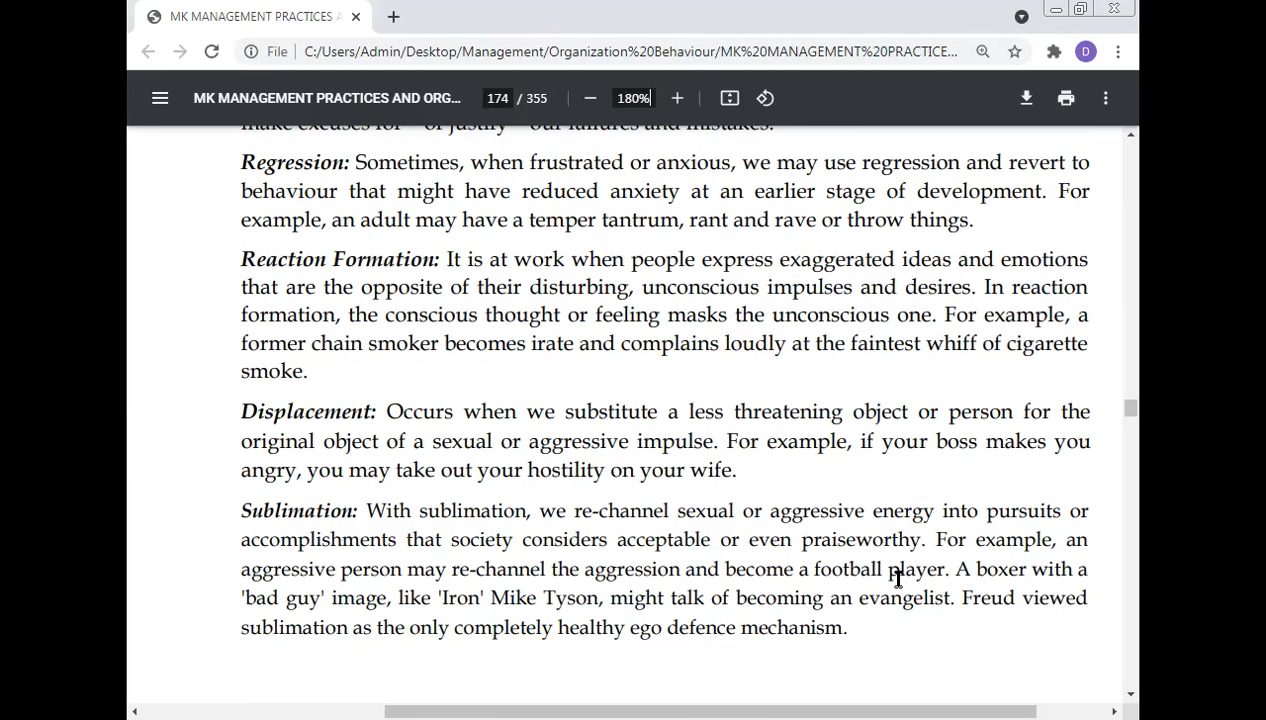 MK MANAGEMENT PRACTICES A
File C:/Users/Admin/Desktop/Management/Organization%20Behaviour/MK%20MANAGEMENT%20PRACTICE...
D
MK MANAGEMENT PRACTICES AND ORG... 174 / 355 180%
make excuses for or justify our failures and mistakes.
Regression: Sometimes, when frustrated or anxious, we may use regression and revert to
behaviour that might have reduced anxiety at an earlier stage of development. For
example, an adult may have a temper tantrum, rant and rave or throw things.
Reaction Formation: It is at work when people express exaggerated ideas and emotions
that are the opposite of their disturbing, unconscious impulses and desires. In reaction
formation, the conscious thought or feeling masks the unconscious one. For example, a
former chain smoker becomes irate and complains loudly at the faintest whiff of cigarette
smoke.
Displacement: Occurs when we substitute a less threatening object or person for the
original object of a sexual or aggressive impulse. For example, if your boss makes you
angry, you may take out your hostility on your wife.
Sublimation: With sublimation, we re-channel sexual or aggressive energy into pursuits or
accomplishments that society considers acceptable or even praiseworthy. For example, an
aggressive person may re-channel the aggression and become a football player. A boxer with a
'bad guy' image, like 'Iron' Mike Tyson, might talk of becoming an evangelist. Freud viewed
sublimation as the only completely healthy ego defence mechanism.